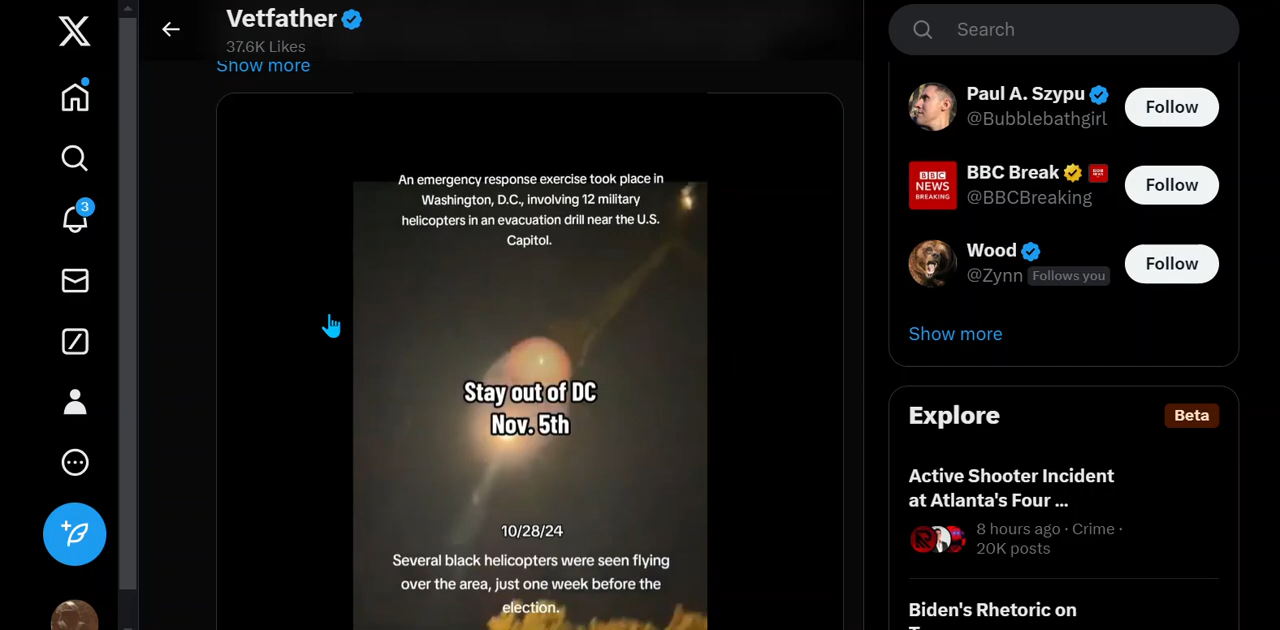 Vetfather
37.6K Likes
Show more
An emergency response exercise took place in
Washington, D.C., involving 12 military
helicopters in an evacuation drill near the U.S.
Capitol.
Stay out of DC
Nov. 5th
10/28/24
Several black helicopters were seen flying
over the area, just one week before the
election.
3
Search
Paul A. Szypu
@Bubblebathgirl
Follow
BBC
NEWS
BREAKING
BBC Break
@BBCBreaking
Follow
Wood
@Zynn Follows you
Follow
Show more
Explore
Beta
Active Shooter Incident
at Atlanta's Four ...
8 hours ago · Crime ·
20K posts
Biden's Rhetoric on